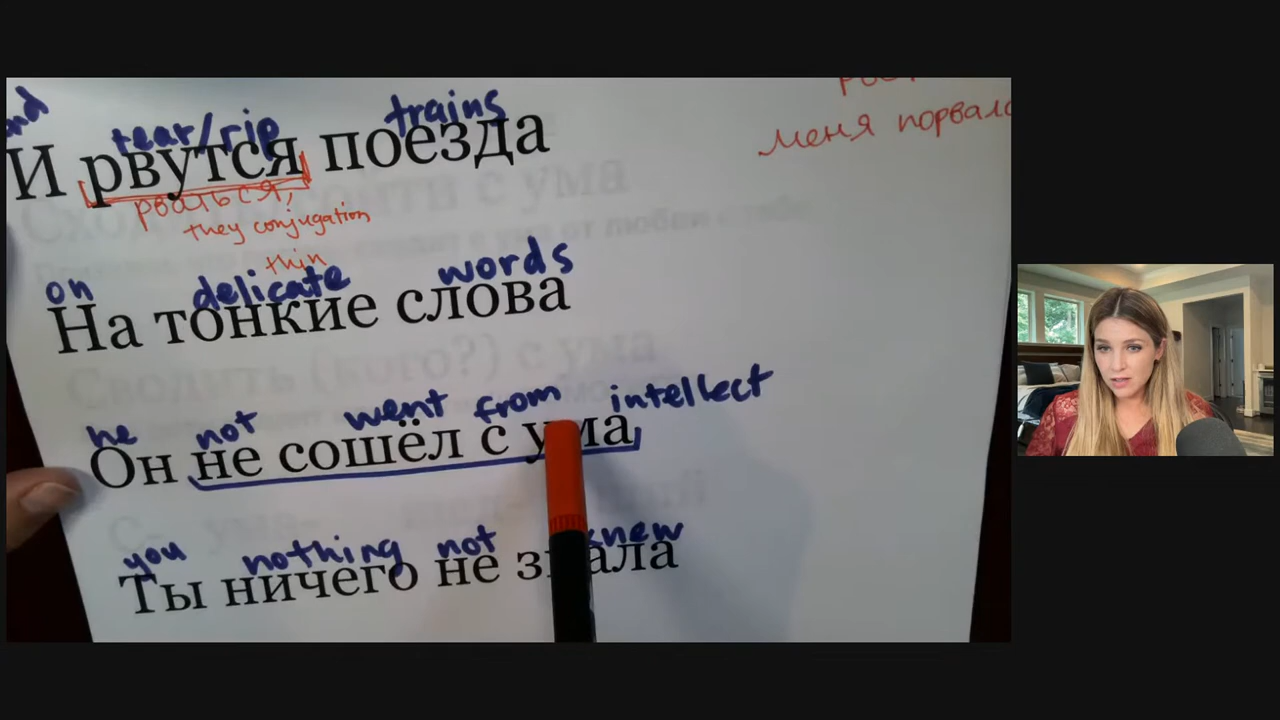 and tear/rip trains
И рвутся поезда
рваться,
they conjugation
меня порвало
thin
on delicate words
На тонкие слова
he not went from intellect
Он не сошёл с ума
you nothing not knew
Ты ничего не знала